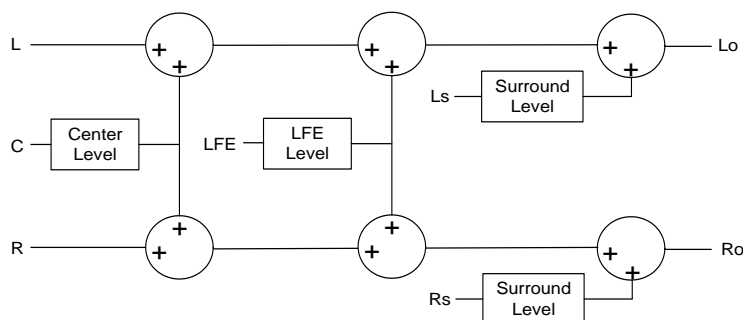 L
+
+
+
+
+
+
Lo
Ls
Surround
Level
C
Center
Level
LFE
LFE
Level
R
+
+
+
+
+
+
Ro
Rs
Surround
Level